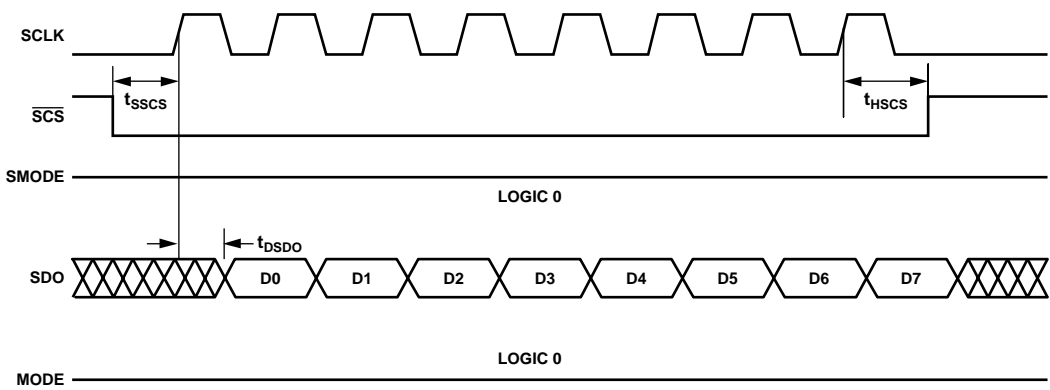 SCLK
tSSCS
tHSCS
SCS
SMODE
LOGIC 0
tDSDO
SDO D0 D1 D2 D3 D4 D5 D6 D7
LOGIC 0
MODE